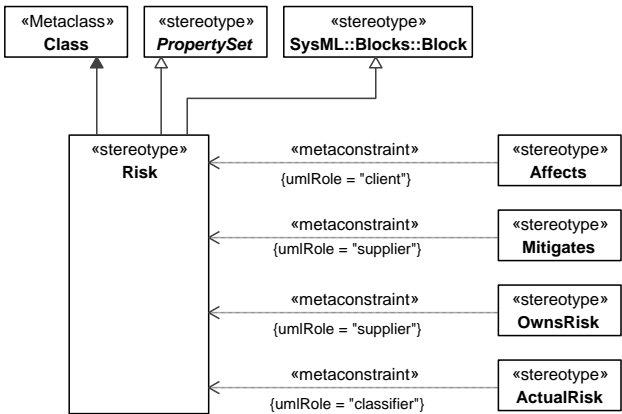 «Metaclass»
Class
«stereotype»
PropertySet
«stereotype»
SysML::Blocks::Block
«stereotype»
Risk
«metaconstraint»
{umlRole = "client"}
«stereotype»
Affects
«metaconstraint»
{umlRole = "supplier"}
«stereotype»
Mitigates
«metaconstraint»
{umlRole = "supplier"}
«stereotype»
OwnsRisk
«metaconstraint»
{umlRole = "classifier"}
«stereotype»
ActualRisk